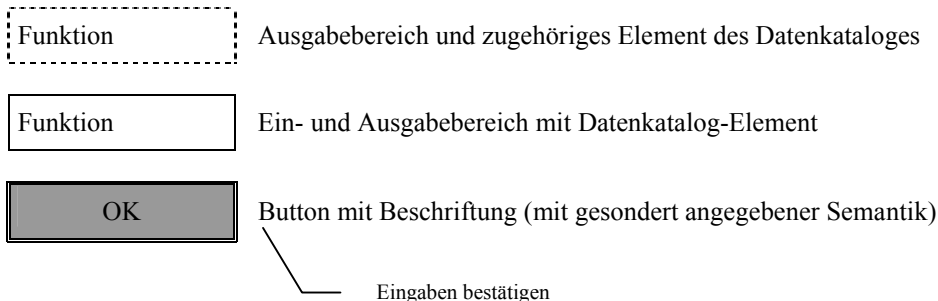 Funktion Ausgabebereich und zugehöriges Element des Datenkataloges
Funktion Ein- und Ausgabebereich mit Datenkatalog-Element
OK Button mit Beschriftung (mit gesondert angegebener Semantik)
Eingaben bestätigen